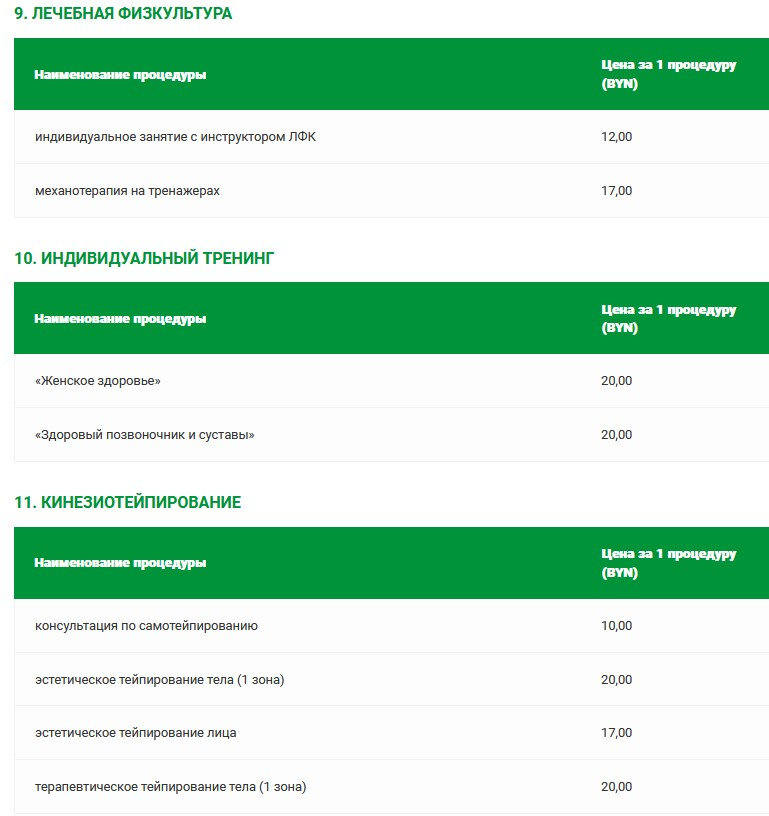 9. ЛЕЧЕБНАЯ ФИЗКУЛЬТУРА
Наименование процедуры
Цена за 1 процедуру
(BYN)
индивидуальное занятие с инструктором ЛФК
12,00
механотерапия на тренажерах
17,00
10. ИНДИВИДУАЛЬНЫЙ ТРЕНИНГ
Наименование процедуры
Цена за 1 процедуру
(BYN)
«Женское здоровье»
20,00
«Здоровый позвоночник и суставы»
20,00
11. КИНЕЗИОТЕЙПИРОВАНИЕ
Наименование процедуры
Цена за 1 процедуру
(BYN)
консультация по самотейпированию
10,00
эстетическое тейпирование тела (1 зона)
20,00
эстетическое тейпирование лица
17,00
терапевтическое тейпирование тела (1 зона)
20,00